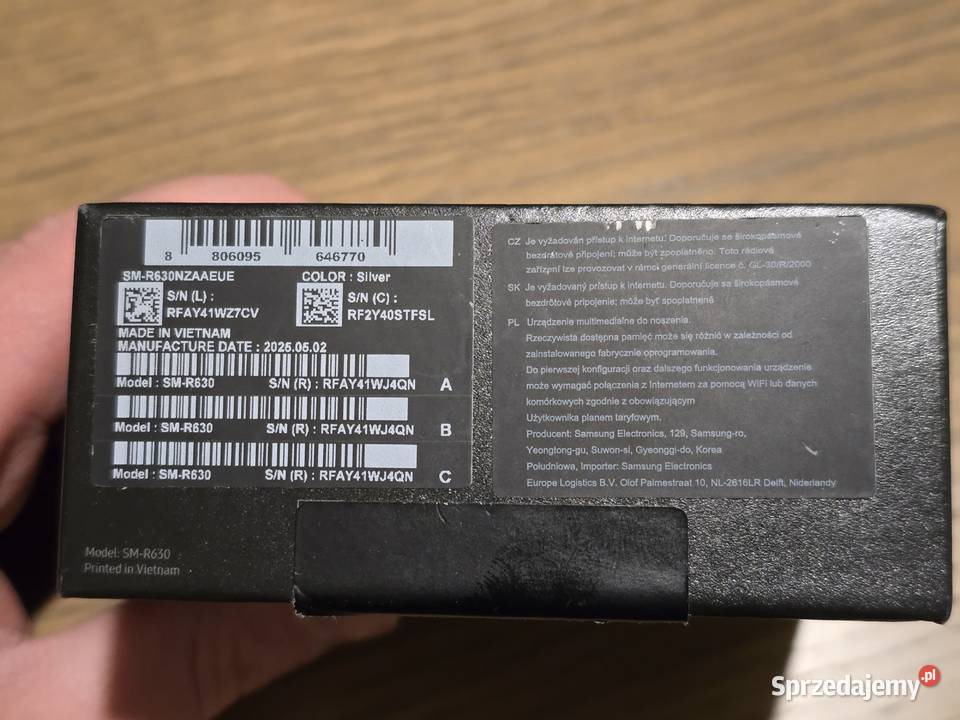 8 806095 646770
SM-R630NZAAEUE COLOR : Silver
S/N (L) : S/N (C) :
RFAY41WZ7CV RF2Y40STFSL
MADE IN VIETNAM
MANUFACTURE DATE : 2025.05.02
Model : SM-R630 S/N (R) : RFAY41WJ4QN A
Model : SM-R630 S/N (R) : RFAY41WJ4QN B
Model : SM-R630 S/N (R) : RFAY41WJ4QN C
Model: SM-R630
Printed in Vietnam
CZ Je vyžadován přístup k internetu. Doporučuje se širokopásmové
bezdrátové připojení; může být zpoplatněno. Toto rádiové
zařízení lze provozovat v rámci generální licence č. GL-30/R/2000
SK Je vyžadovaný prístup k internetu. Doporučuje sa širokopásmové
bezdrôtové pripojenie; môže byť spoplatnené
PL Urządzenie multimedialne do noszenia.
Rzeczywista dostępna pamięć może się różnić w zależności od
zainstalowanego fabrycznie oprogramowania.
Do pierwszej konfiguracji oraz dalszego funkcjonowania urządzenie
może wymagać połączenia z Internetem za pomocą WiFi lub danych
komórkowych zgodnie z obowiązującym
Użytkownika planem taryfowym.
Producent: Samsung Electronics, 129, Samsung-ro,
Yeongtong-gu, Suwon-si, Gyeonggi-do, Korea
Południowa, Importer: Samsung Electronics
Europe Logistics B.V. Olof Palmestraat 10, NL-2616LR Delft, Niderlandy
Sprzedajemy.pl